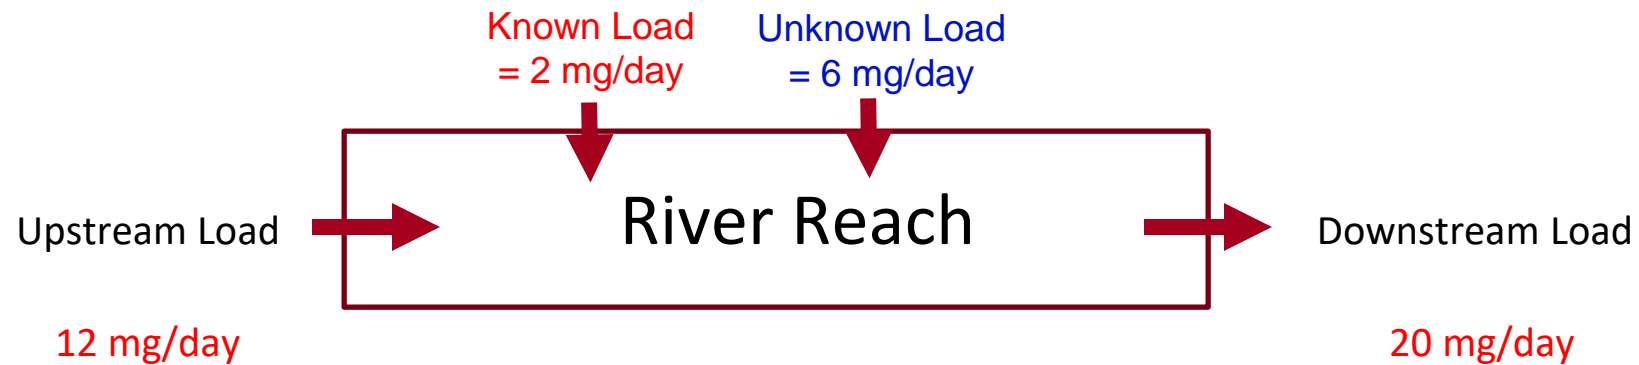 Known Load
= 2 mg/day
Unknown Load
= 6 mg/day
Upstream Load
River Reach
Downstream Load
12 mg/day
20 mg/day